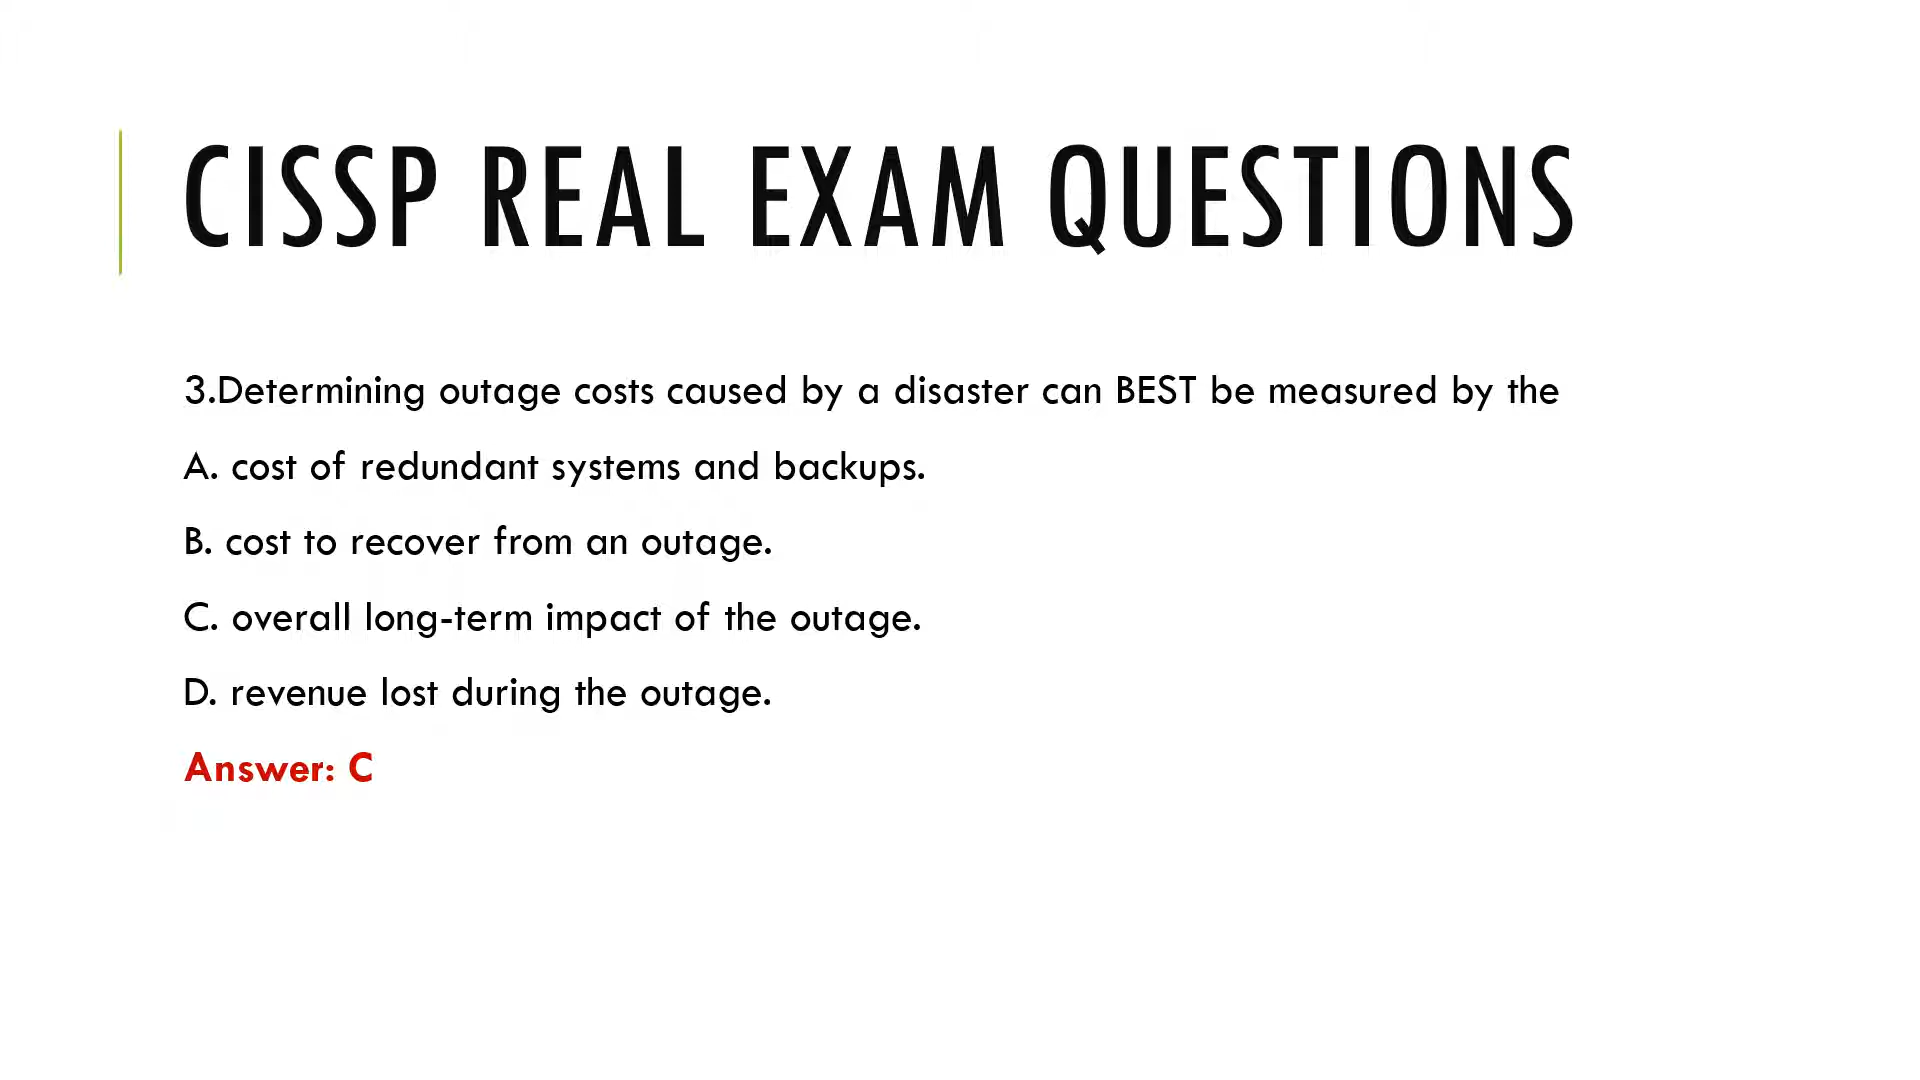 CISSP REAL EXAM QUESTIONS
3.Determining outage costs caused by a disaster can BEST be measured by the
A. cost of redundant systems and backups.
B. cost to recover from an outage.
C. overall long-term impact of the outage.
D. revenue lost during the outage.
Answer: C